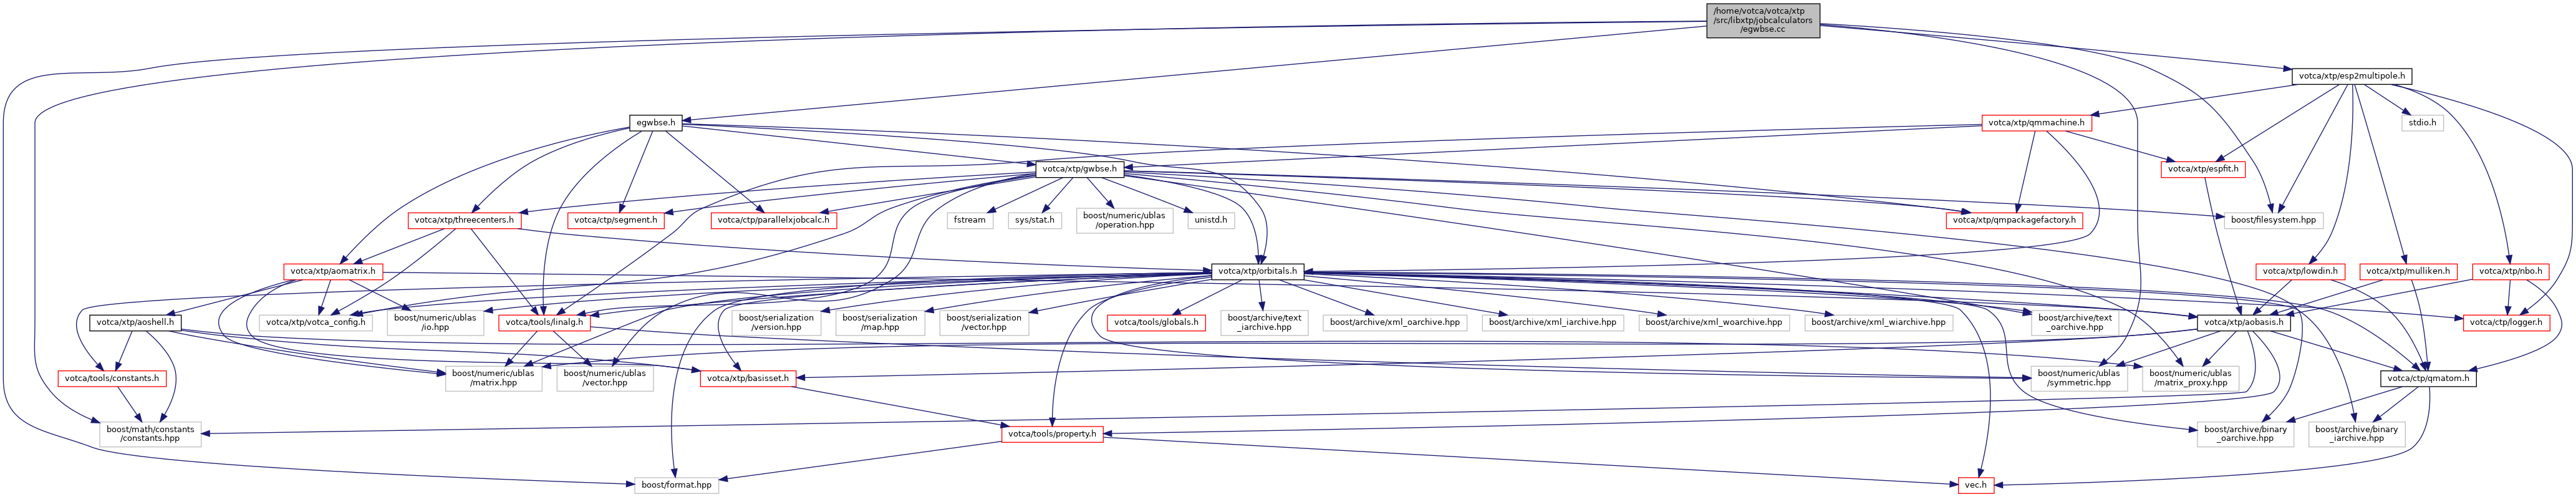 /home/votca/votca/xtp
/src/libxtp/jobcalculators
/egwbse.cc
votca/xtp/esp2multipole.h
egwbse.h
votca/xtp/qmmachine.h
stdio.h
votca/xtp/gwbse.h
votca/xtp/espfit.h
votca/xtp/threecenters.h
votca/ctp/segment.h
votca/ctp/parallelxjobcalc.h
fstream
sys/stat.h
boost/numeric/ublas
/operation.hpp
unistd.h
votca/xtp/qmpackagefactory.h
boost/filesystem.hpp
votca/xtp/aomatrix.h
votca/xtp/orbitals.h
votca/xtp/lowdin.h
votca/xtp/mulliken.h
votca/xtp/nbo.h
votca/xtp/aoshell.h
votca/xtp/votca_config.h
boost/numeric/ublas
/io.hpp
votca/tools/linalg.h
boost/serialization
/version.hpp
boost/serialization
/map.hpp
boost/serialization
/vector.hpp
votca/tools/globals.h
boost/archive/text
_iarchive.hpp
boost/archive/xml_oarchive.hpp
boost/archive/xml_iarchive.hpp
boost/archive/xml_woarchive.hpp
boost/archive/xml_wiarchive.hpp
boost/archive/text
_oarchive.hpp
votca/xtp/aobasis.h
votca/ctp/logger.h
votca/tools/constants.h
boost/numeric/ublas
/matrix.hpp
boost/numeric/ublas
/vector.hpp
votca/xtp/basisset.h
boost/numeric/ublas
/symmetric.hpp
boost/numeric/ublas
/matrix_proxy.hpp
votca/ctp/qmatom.h
boost/math/constants
/constants.hpp
votca/tools/property.h
boost/archive/binary
_oarchive.hpp
boost/archive/binary
_iarchive.hpp
boost/format.hpp
vec.h